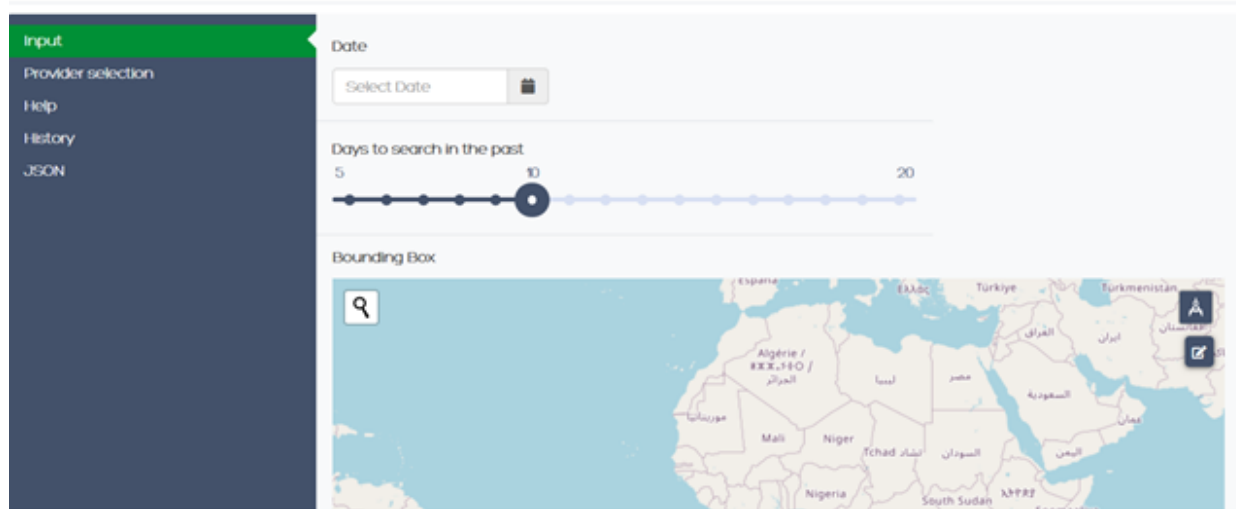 Input
Provider selection
Help
History
JSON
Date
Select Date
Days to search in the past
5 10 20
Bounding Box
España
Ελλάς
Türkiye
Türkmenistan
العراق
ایران
Algérie /
الجزائر
ليبيا
مصر
السعودية
عمان
موريتانيا
Mali
Niger
Tchad تشاد
السودان
اليمن
Nigeria
South Sudan